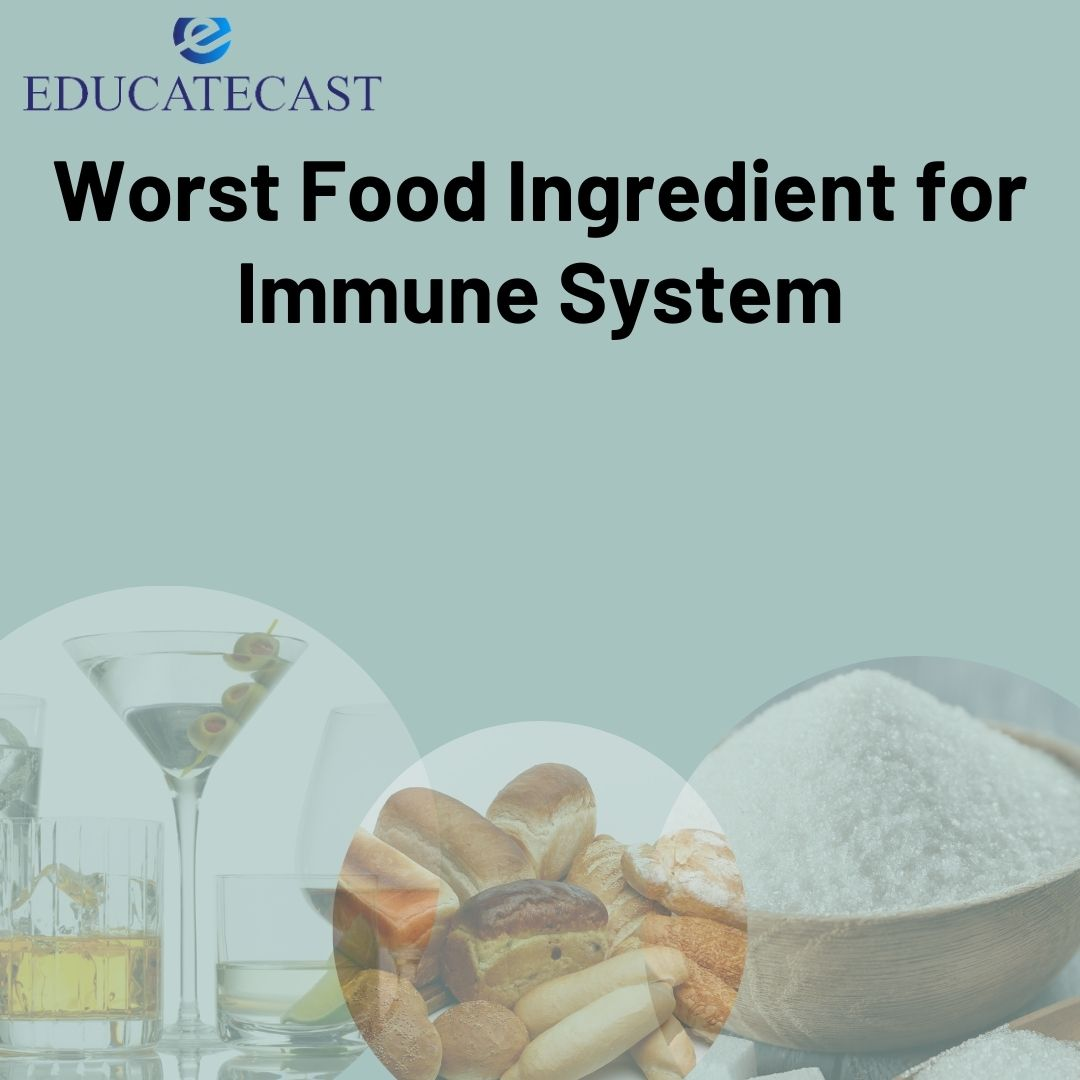 EDUCATECAST
Worst Food Ingredient for
Immune System